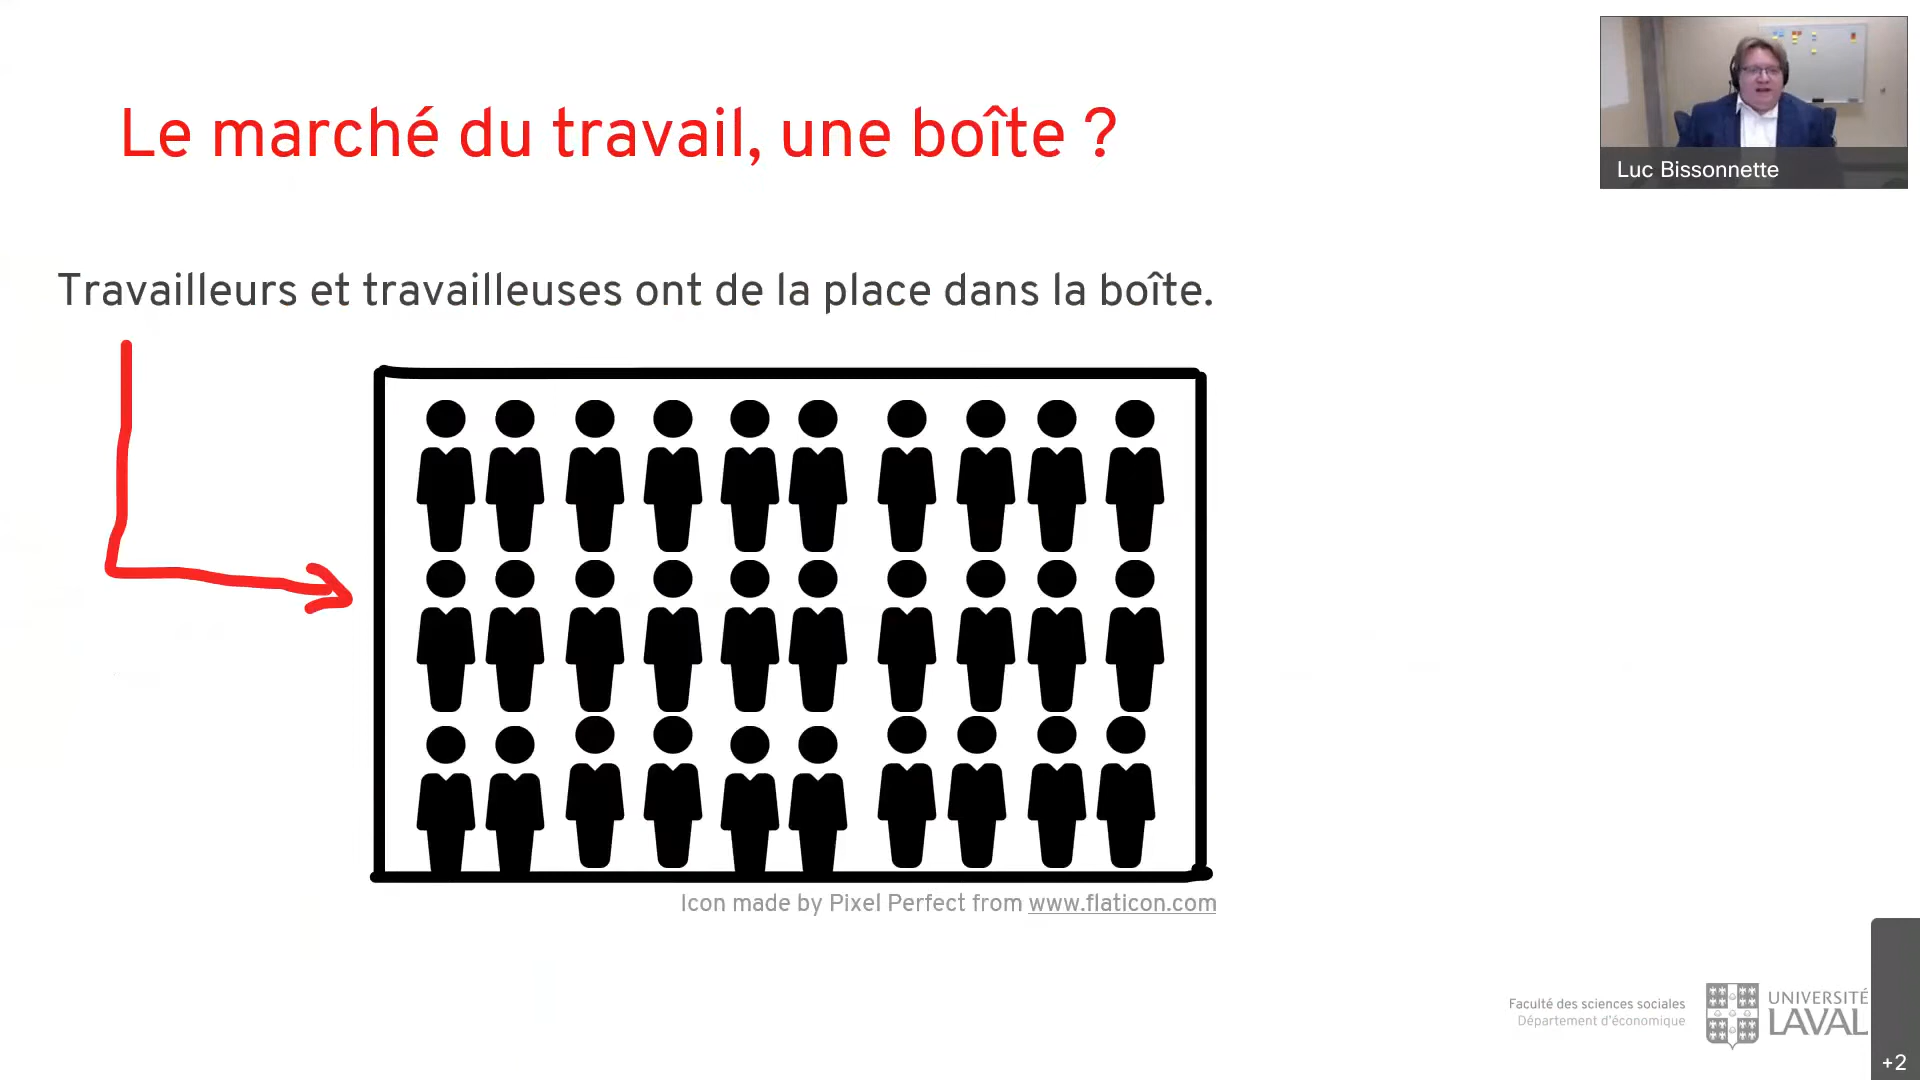 Le marché du travail, une boîte ?
Luc Bissonnette
Travailleurs et travailleuses ont de la place dans la boîte.
Icon made by Pixel Perfect from www.flaticon.com
Faculté des sciences sociales
Département d'économique
UNIVERSITÉ
LAVAL
+2